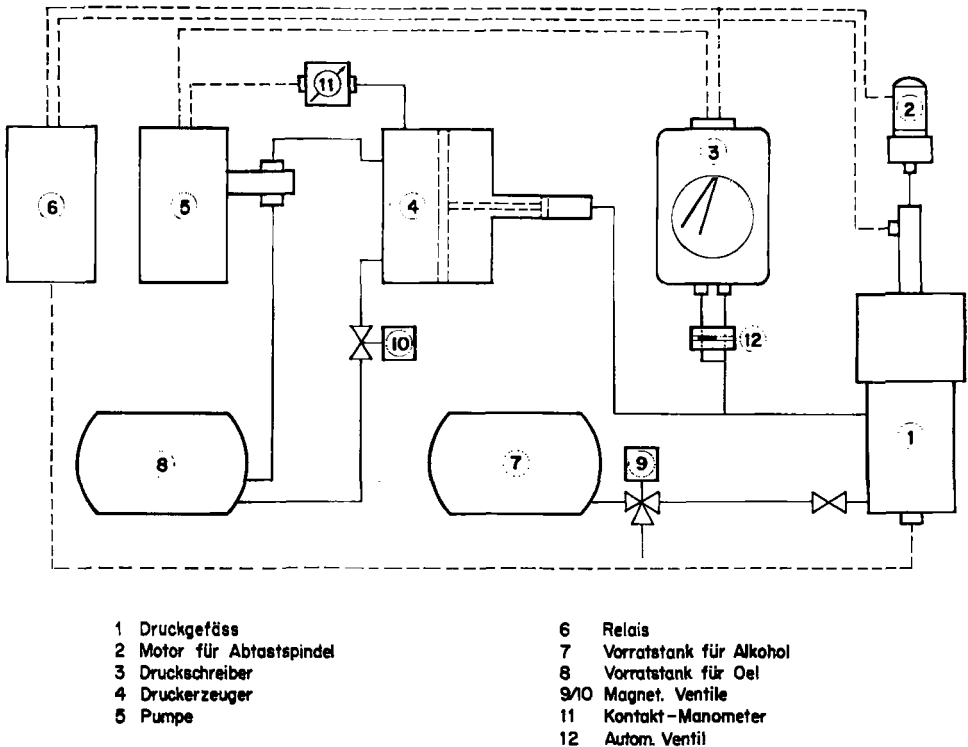 11
2
3
6
5
4
10
12
8
7
9
1
1 Druckgefäss
2 Motor für Abtastspindel
3 Druckschreiber
4 Druckerzeuger
5 Pumpe
6 Relais
7 Vorratstank für Alkohol
8 Vorratstank für Oel
9/10 Magnet. Ventile
11 Kontakt-Manometer
12 Autom. Ventil